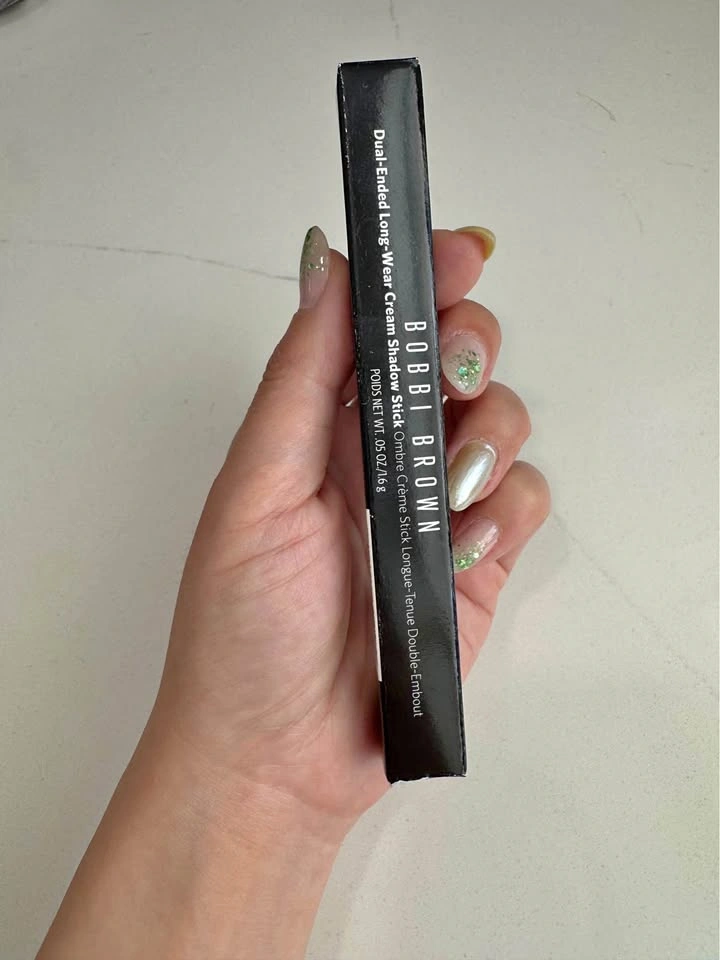 BOBBI BROWN
Dual-Ended Long-Wear Cream Shadow Stick Ombre Crème Stick Longue-Tenue Double-Embout
POIDS NET WT. .05 OZ./1.6 g